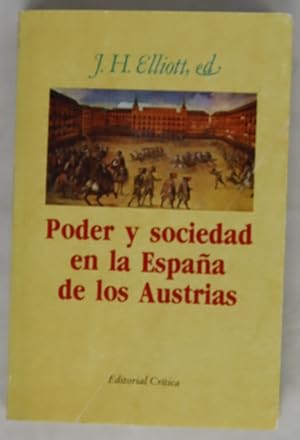 J. H. Elliott, ed.
Poder y sociedad
en la España
de los Austrias
Editorial Crítica